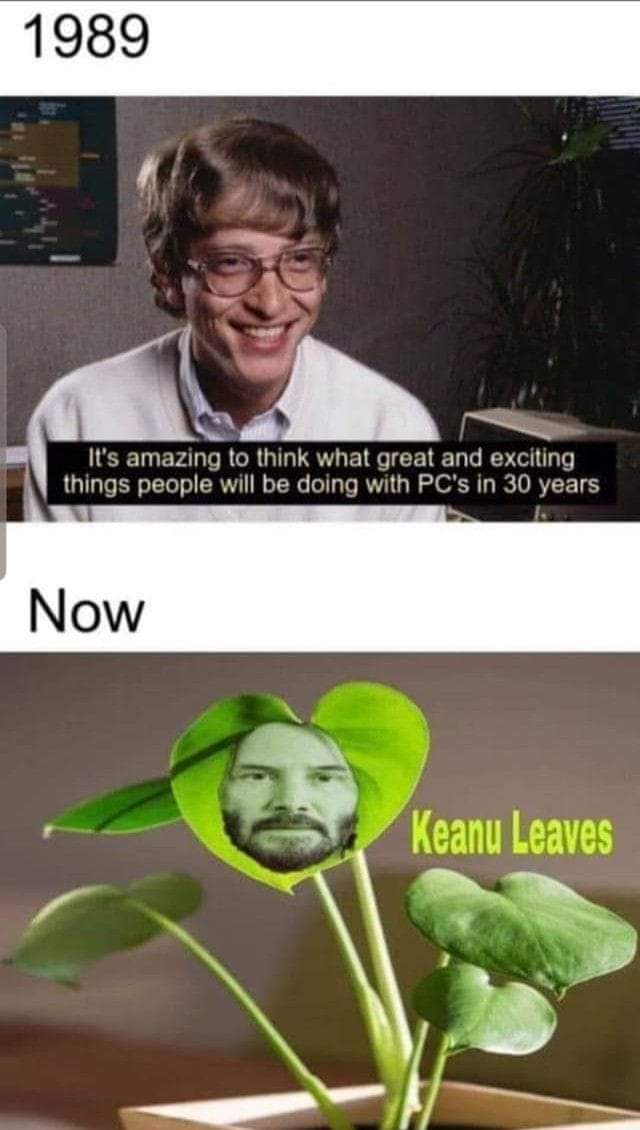 1989
It's amazing to think what great and exciting
things people will be doing with PC's in 30 years
Now
Keanu Leaves